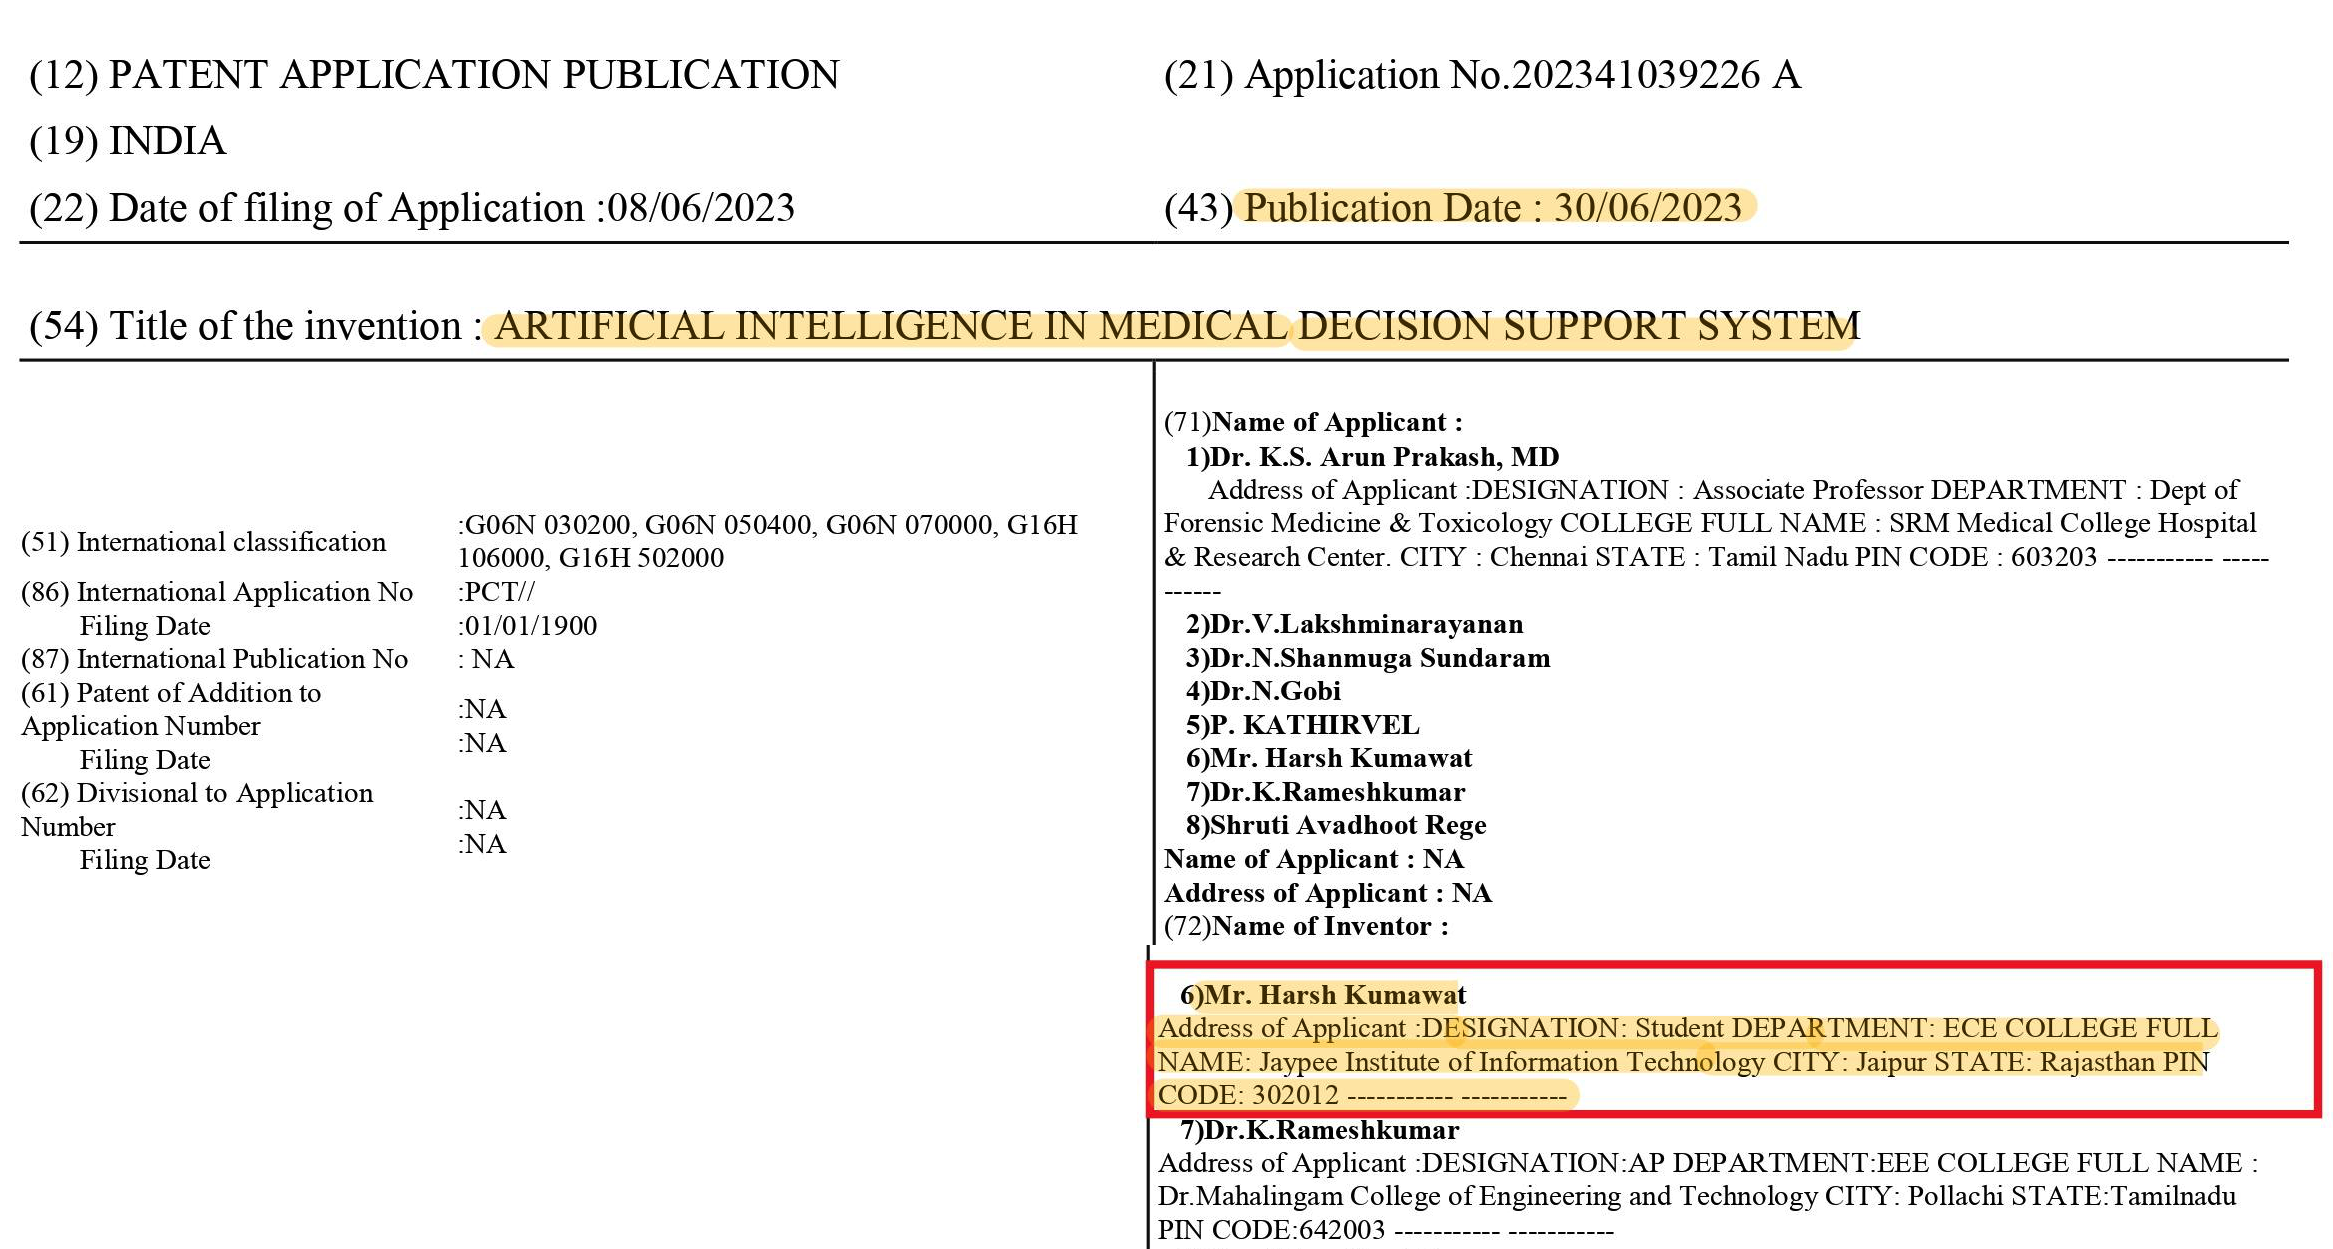 (12) PATENT APPLICATION PUBLICATION
(21) Application No.202341039226 A
(19) INDIA
(22) Date of filing of Application :08/06/2023
(43) Publication Date : 30/06/2023
(54) Title of the invention : ARTIFICIAL INTELLIGENCE IN MEDICAL DECISION SUPPORT SYSTEM
(51) International classification
:G06N 030200, G06N 050400, G06N 070000, G16H
106000, G16H 502000
(86) International Application No
:PCT//
Filing Date
:01/01/1900
(87) International Publication No
: NA
(61) Patent of Addition to
Application Number
:NA
Filing Date
:NA
(62) Divisional to Application
Number
:NA
Filing Date
:NA
(71)Name of Applicant :
1)Dr. K.S. Arun Prakash, MD
Address of Applicant :DESIGNATION : Associate Professor DEPARTMENT : Dept of
Forensic Medicine & Toxicology COLLEGE FULL NAME : SRM Medical College Hospital
& Research Center. CITY : Chennai STATE : Tamil Nadu PIN CODE : 603203 ----------- -----
------
2)Dr.V.Lakshminarayanan
3)Dr.N.Shanmuga Sundaram
4)Dr.N.Gobi
5)P. KATHIRVEL
6)Mr. Harsh Kumawat
7)Dr.K.Rameshkumar
8)Shruti Avadhoot Rege
Name of Applicant : NA
Address of Applicant : NA
(72)Name of Inventor :
6)Mr. Harsh Kumawat
Address of Applicant :DESIGNATION: Student DEPARTMENT: ECE COLLEGE FULL
NAME: Jaypee Institute of Information Technology CITY: Jaipur STATE: Rajasthan PIN
CODE: 302012 ----------- -----------
7)Dr.K.Rameshkumar
Address of Applicant :DESIGNATION:AP DEPARTMENT:EEE COLLEGE FULL NAME :
Dr.Mahalingam College of Engineering and Technology CITY: Pollachi STATE:Tamilnadu
PIN CODE:642003 ----------- -----------